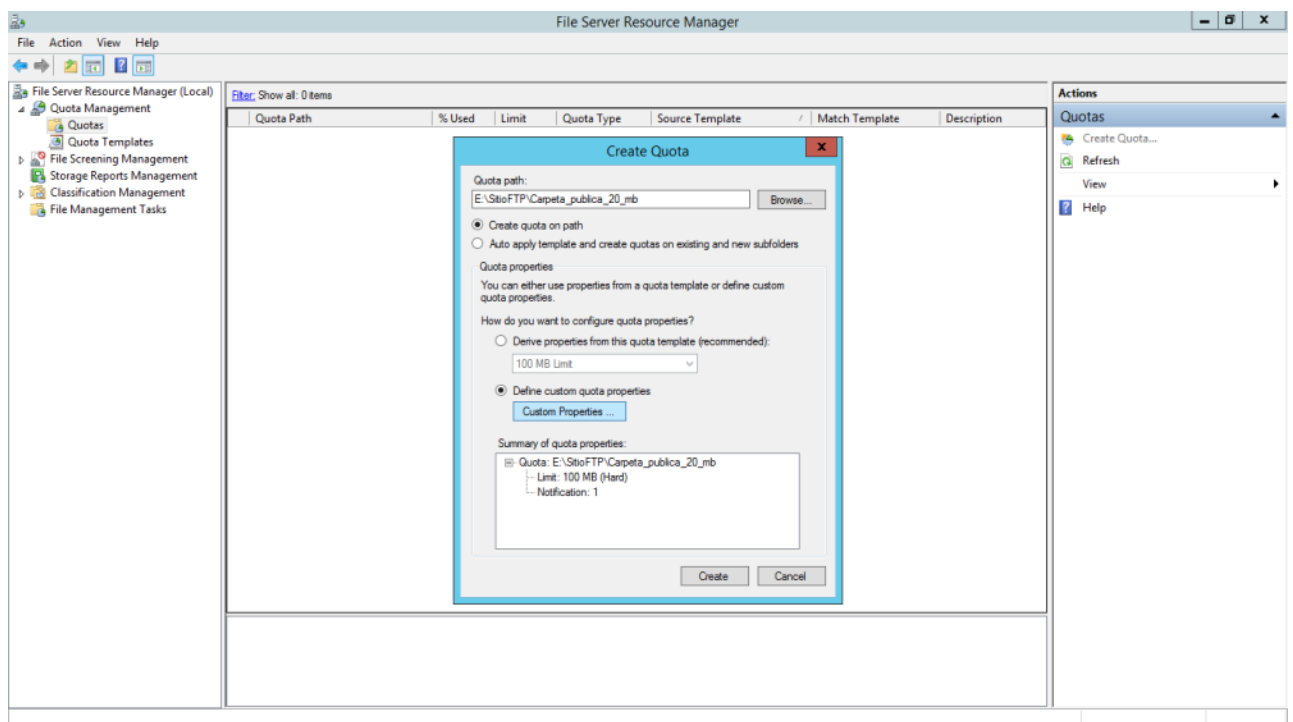 File Server Resource Manager
File Action View Help
File Server Resource Manager (Local)
Quota Management
Quotas
Quota Templates
File Screening Management
Storage Reports Management
Classification Management
File Management Tasks
Filter: Show all: 0 items
Quota Path % Used Limit Quota Type Source Template Match Template Description
Create Quota
Quota path:
E:\SitioFTP\Carpeta_publica_20_mb Browse...
Create quota on path
Auto apply template and create quotas on existing and new subfolders
Quota properties
You can either use properties from a quota template or define custom
quota properties.
How do you want to configure quota properties?
Derive properties from this quota template (recommended):
100 MB Limit
Define custom quota properties
Custom Properties ...
Summary of quota properties:
Quota: E:\SitioFTP\Carpeta_publica_20_mb
Limit: 100 MB (Hard)
Notification: 1
Create Cancel
Actions
Quotas
Create Quota...
Refresh
View
Help